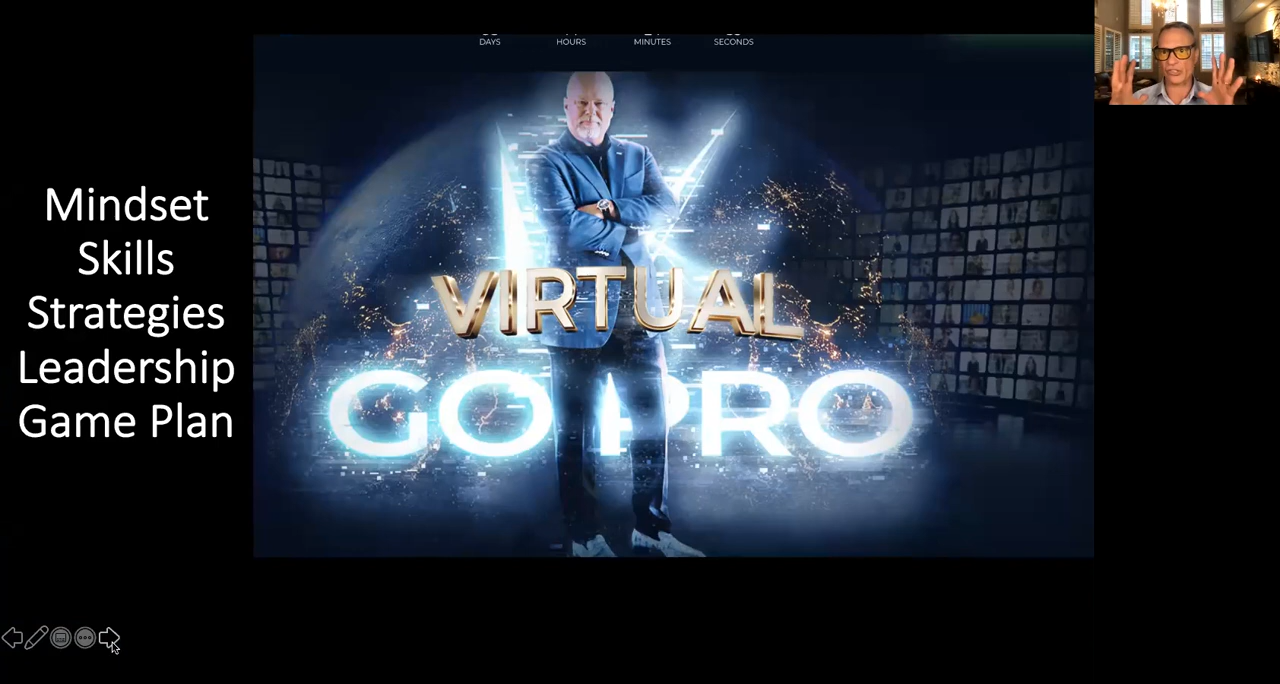 DAYS HOURS MINUTES SECONDS
Mindset
Skills
Strategies
Leadership
Game Plan
VIRTUAL
GO PRO